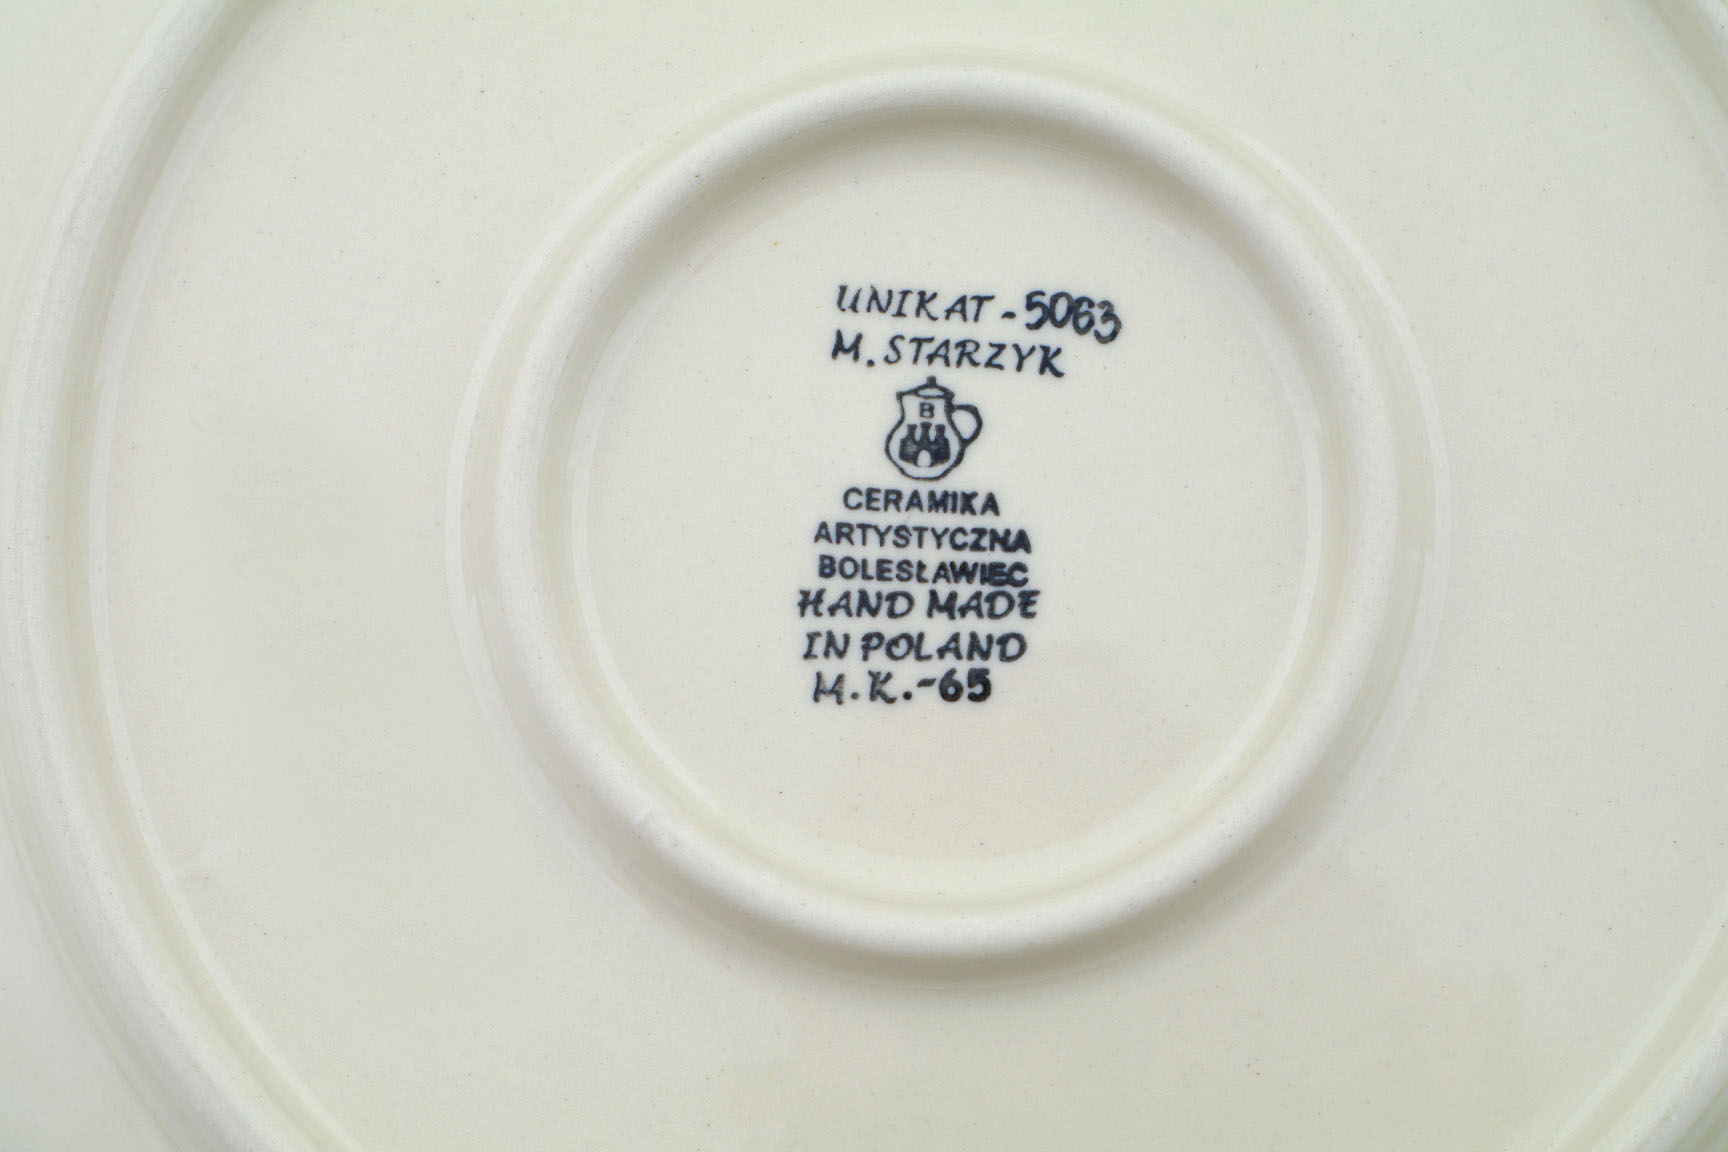 UNIKAT - 5063
M. STARZYK
B
CERAMIKA
ARTYSTYCZNA
BOLESŁAWIEC
HAND MADE
IN POLAND
M.K.-65